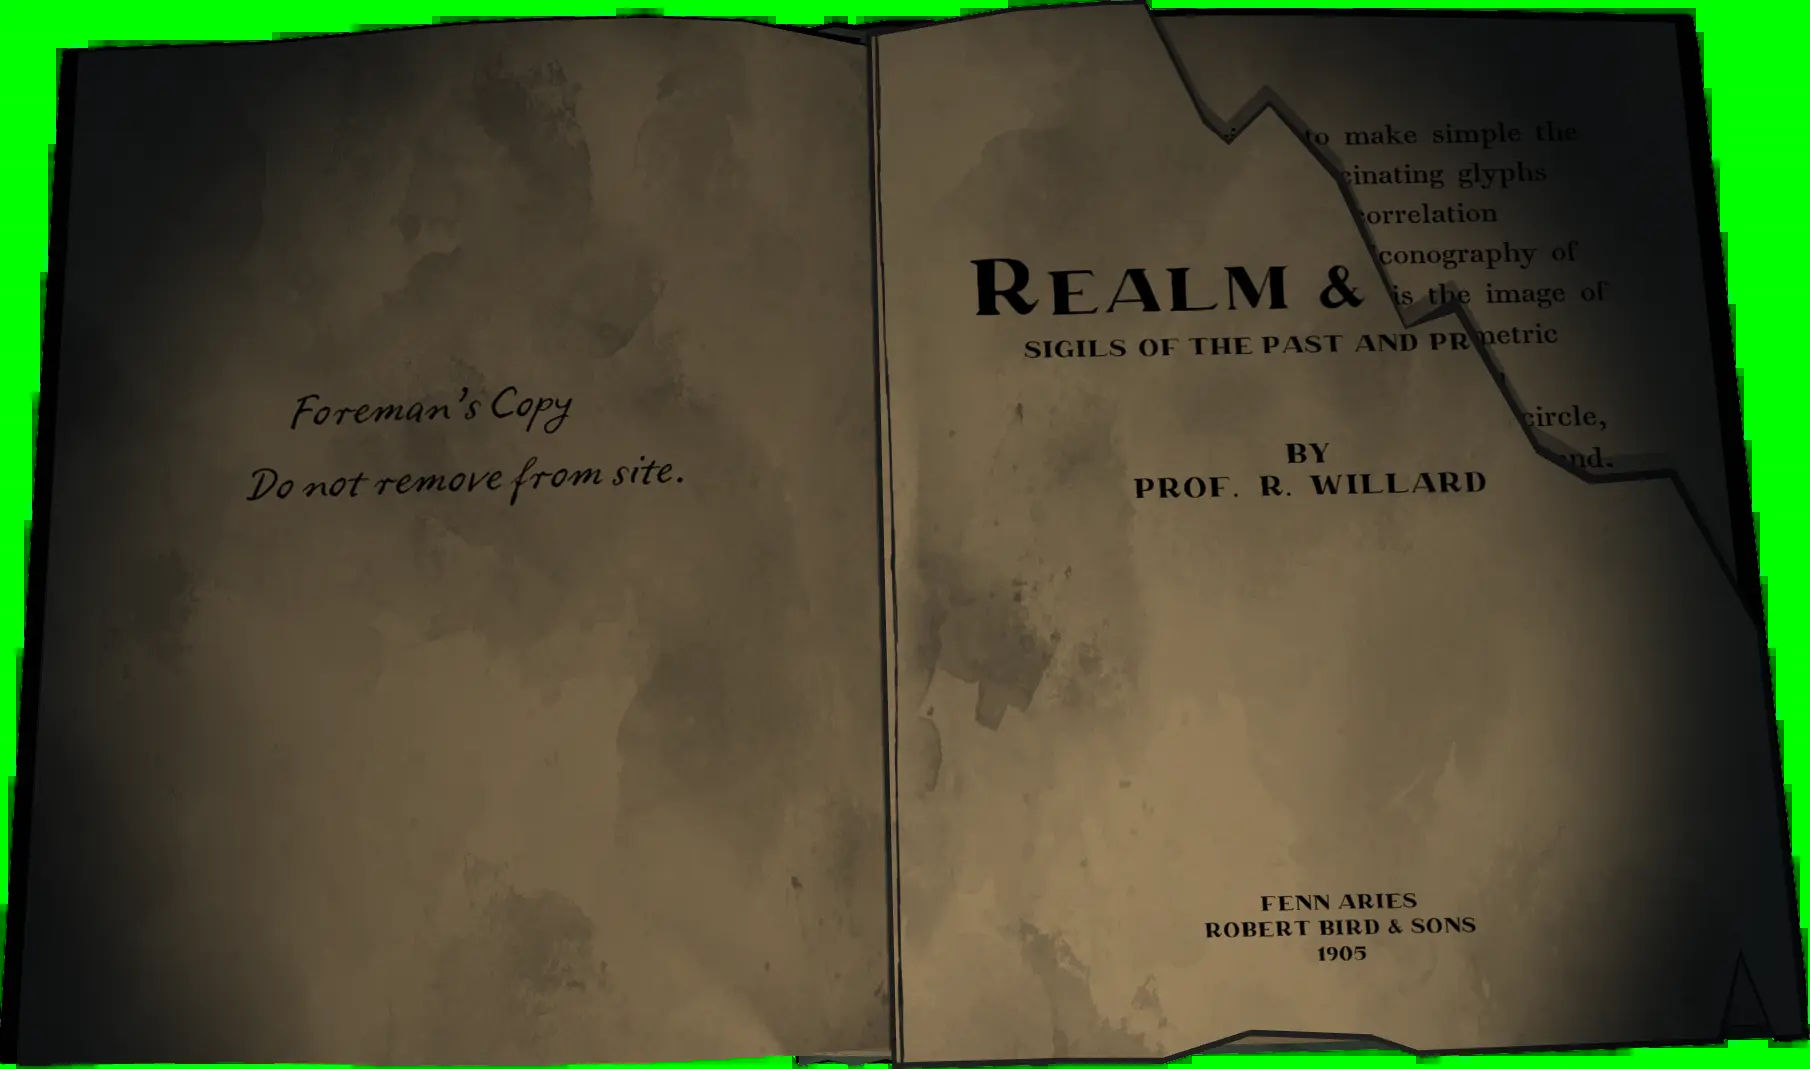 Foreman's Copy
Do not remove from site.
to make simple the
cinating glyphs
correlation
conography of
REALM &
is the image of
SIGILS OF THE PAST AND PR
metric
circle,
nd.
BY
PROF. R. WILLARD
FENN ARIES
ROBERT BIRD & SONS
1905